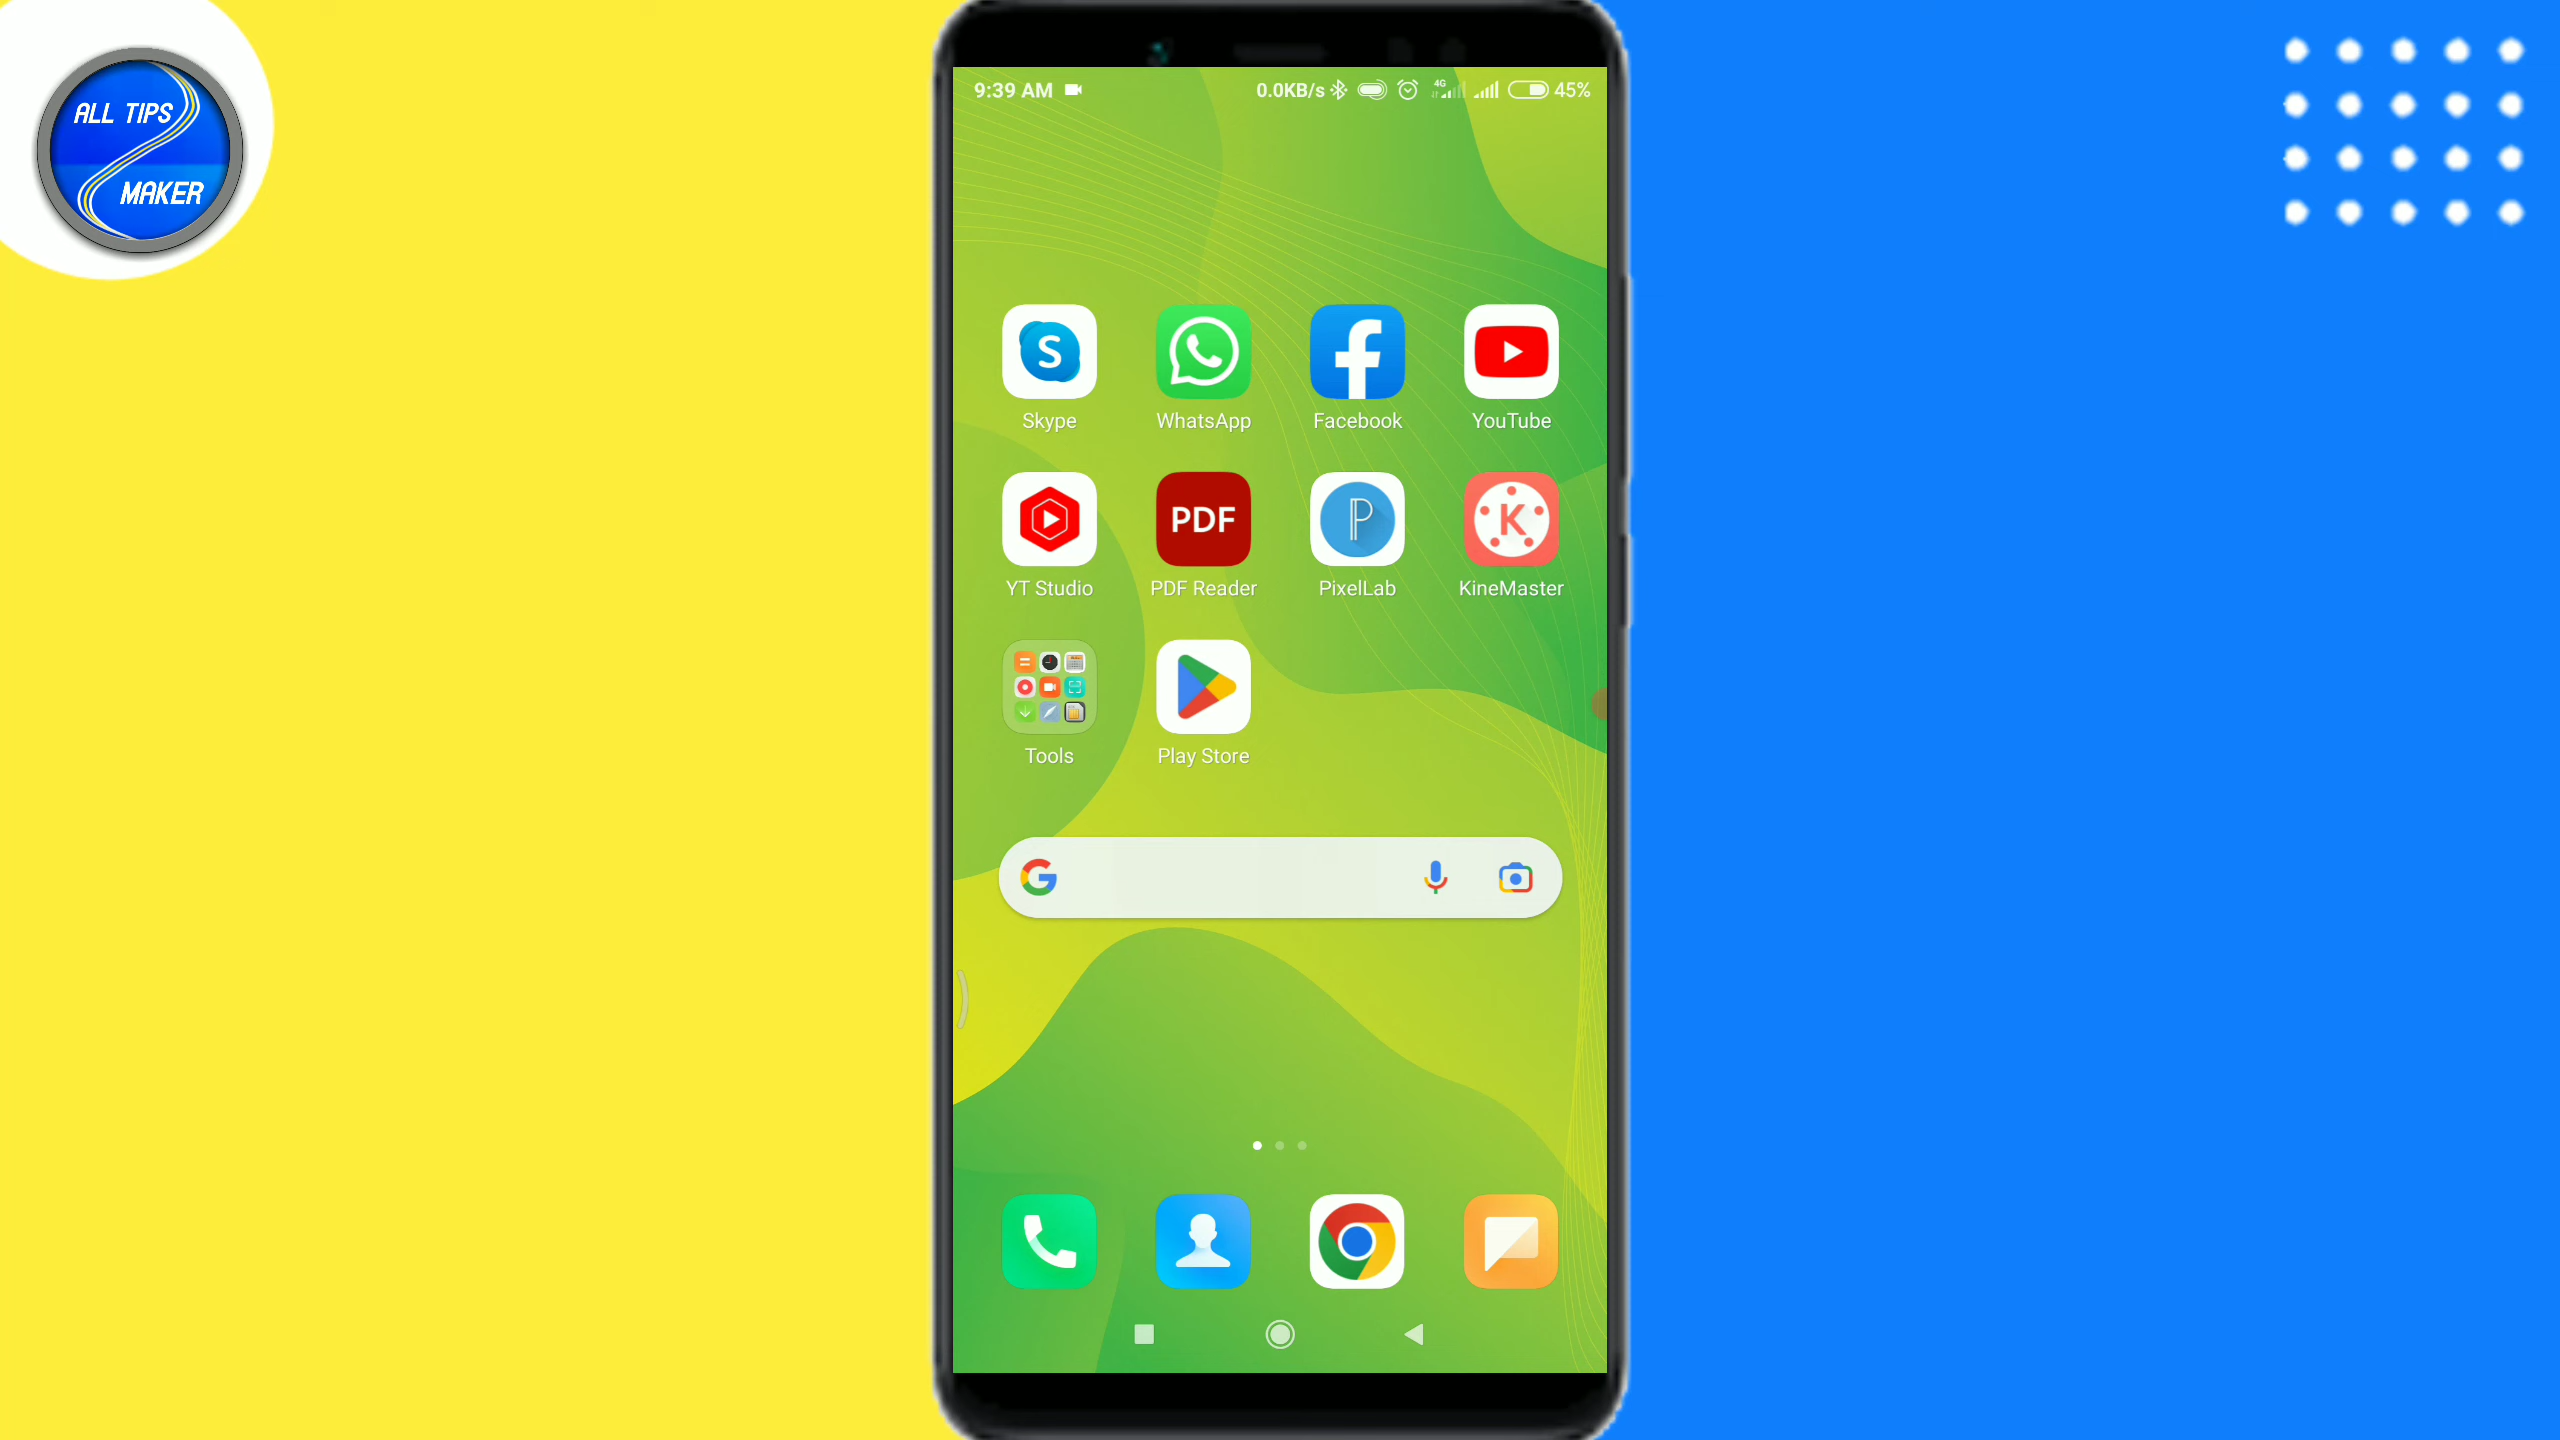 ALL TIPS
MAKER
9:39 AM
0.0KB/s 4G 45%
S
Skype
WhatsApp
Facebook
YouTube
PDF
P
K
YT Studio
PDF Reader
PixelLab
KineMaster
Tools
Play Store
G